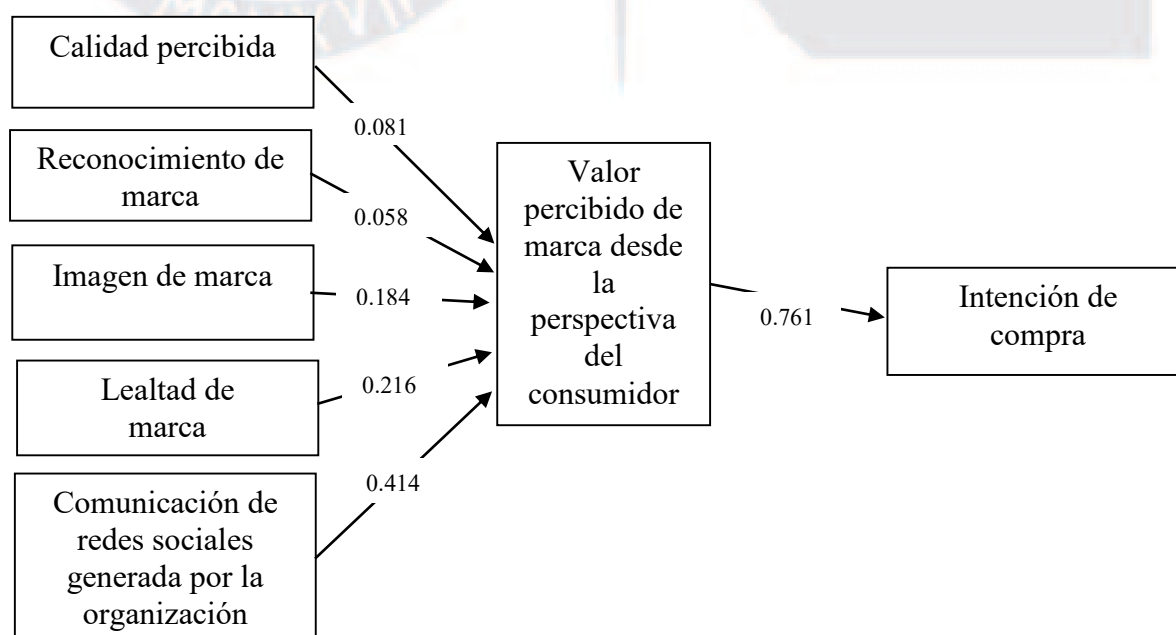 Calidad percibida
0.081
Reconocimiento de
marca
0.058
Imagen de marca
0.184
Lealtad de
marca
0.216
Comunicación de
redes sociales
generada por la
organización
0.414
Valor
percibido de
marca desde
la
perspectiva
del
consumidor
0.761
Intención de
compra